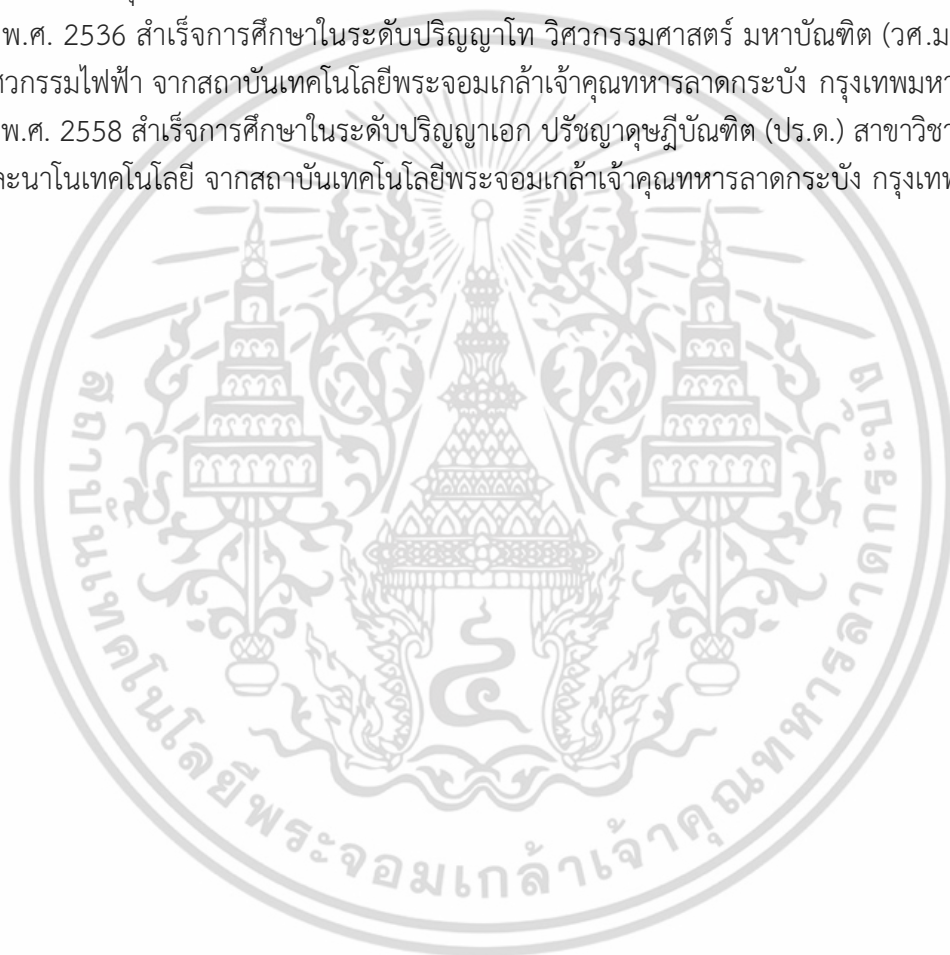 พ.ศ. 2536 สำเร็จการศึกษาในระดับปริญญาโท วิศวกรรมศาสตร์ มหาบัณฑิต (วศ.ม
ศวกรรมไฟฟ้า จากสถาบันเทคโนโลยีพระจอมเกล้าเจ้าคุณทหารลาดกระบัง กรุงเทพมหา
พ.ศ. 2558 สำเร็จการศึกษาในระดับปริญญาเอก ปรัชญาดุษฎีบัณฑิต (ปร.ด.) สาขาวิชา
ละนาโนเทคโนโลยี จากสถาบันเทคโนโลยีพระจอมเกล้าเจ้าคุณทหารลาดกระบัง กรุงเทพ
สถาบันเทคโนโลยีพระจอมเกล้าเจ้าคุณทหารลาดกระบัง